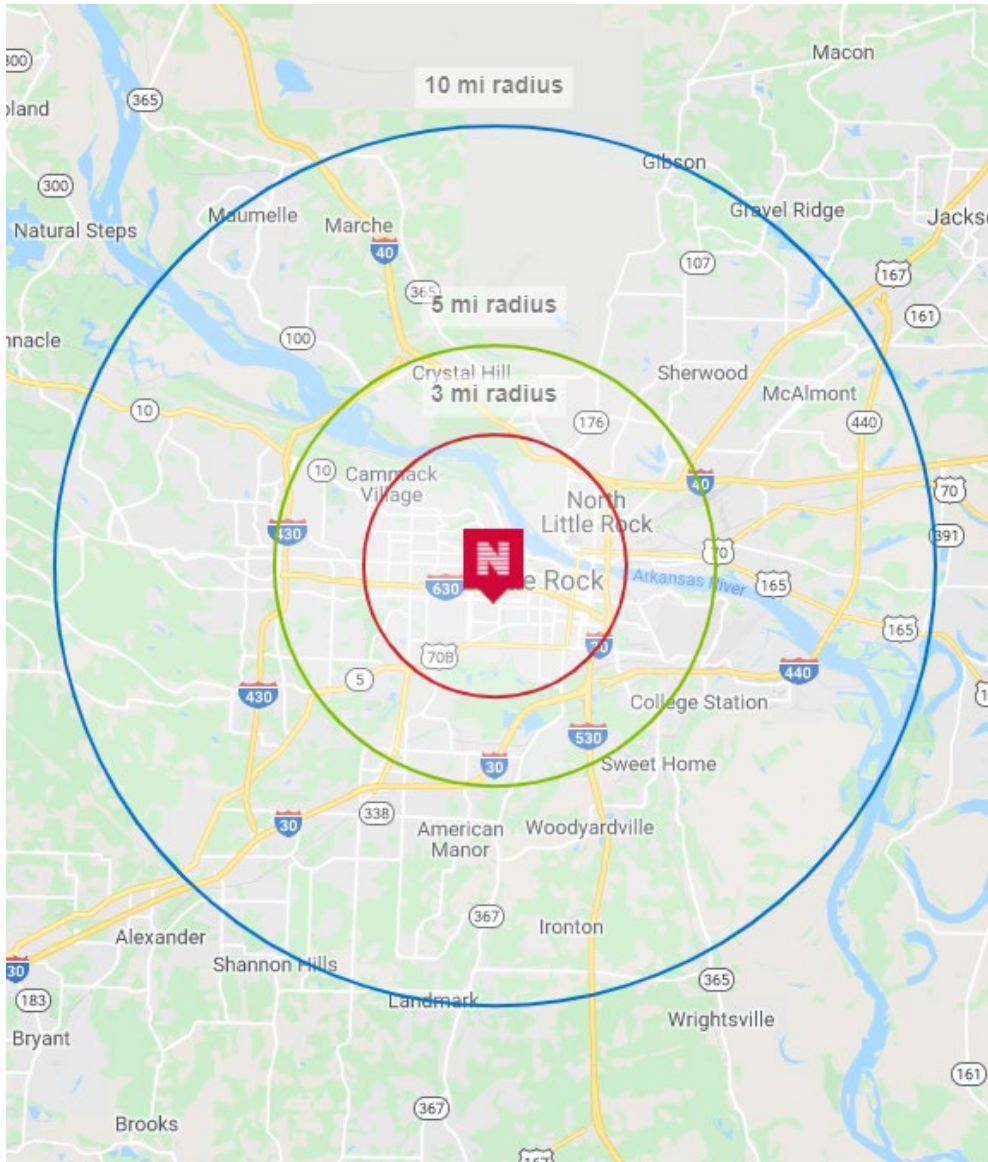 Macon
300
10 mi radius
365
oland
Gibson
300
Maumelle
Gravel Ridge
Jackso
Natural Steps
Marche
40
107
167
365
5 mi radius
161
100
nnacle
Crystal Hill
Sherwood
3 mi radius
McAlmont
10
176
440
10
Cammack
Village
40
70
North
Little Rock
430
391
N
70
le Rock
Arkansas River
630
165
165
30
70B
440
5
430
College Station
530
30
Sweet Home
338
30
American
Manor
Woodyardville
367
Ironton
Alexander
Shannon Hills
30
365
183
Landmark
Wrightsville
Bryant
161
367
Brooks
167